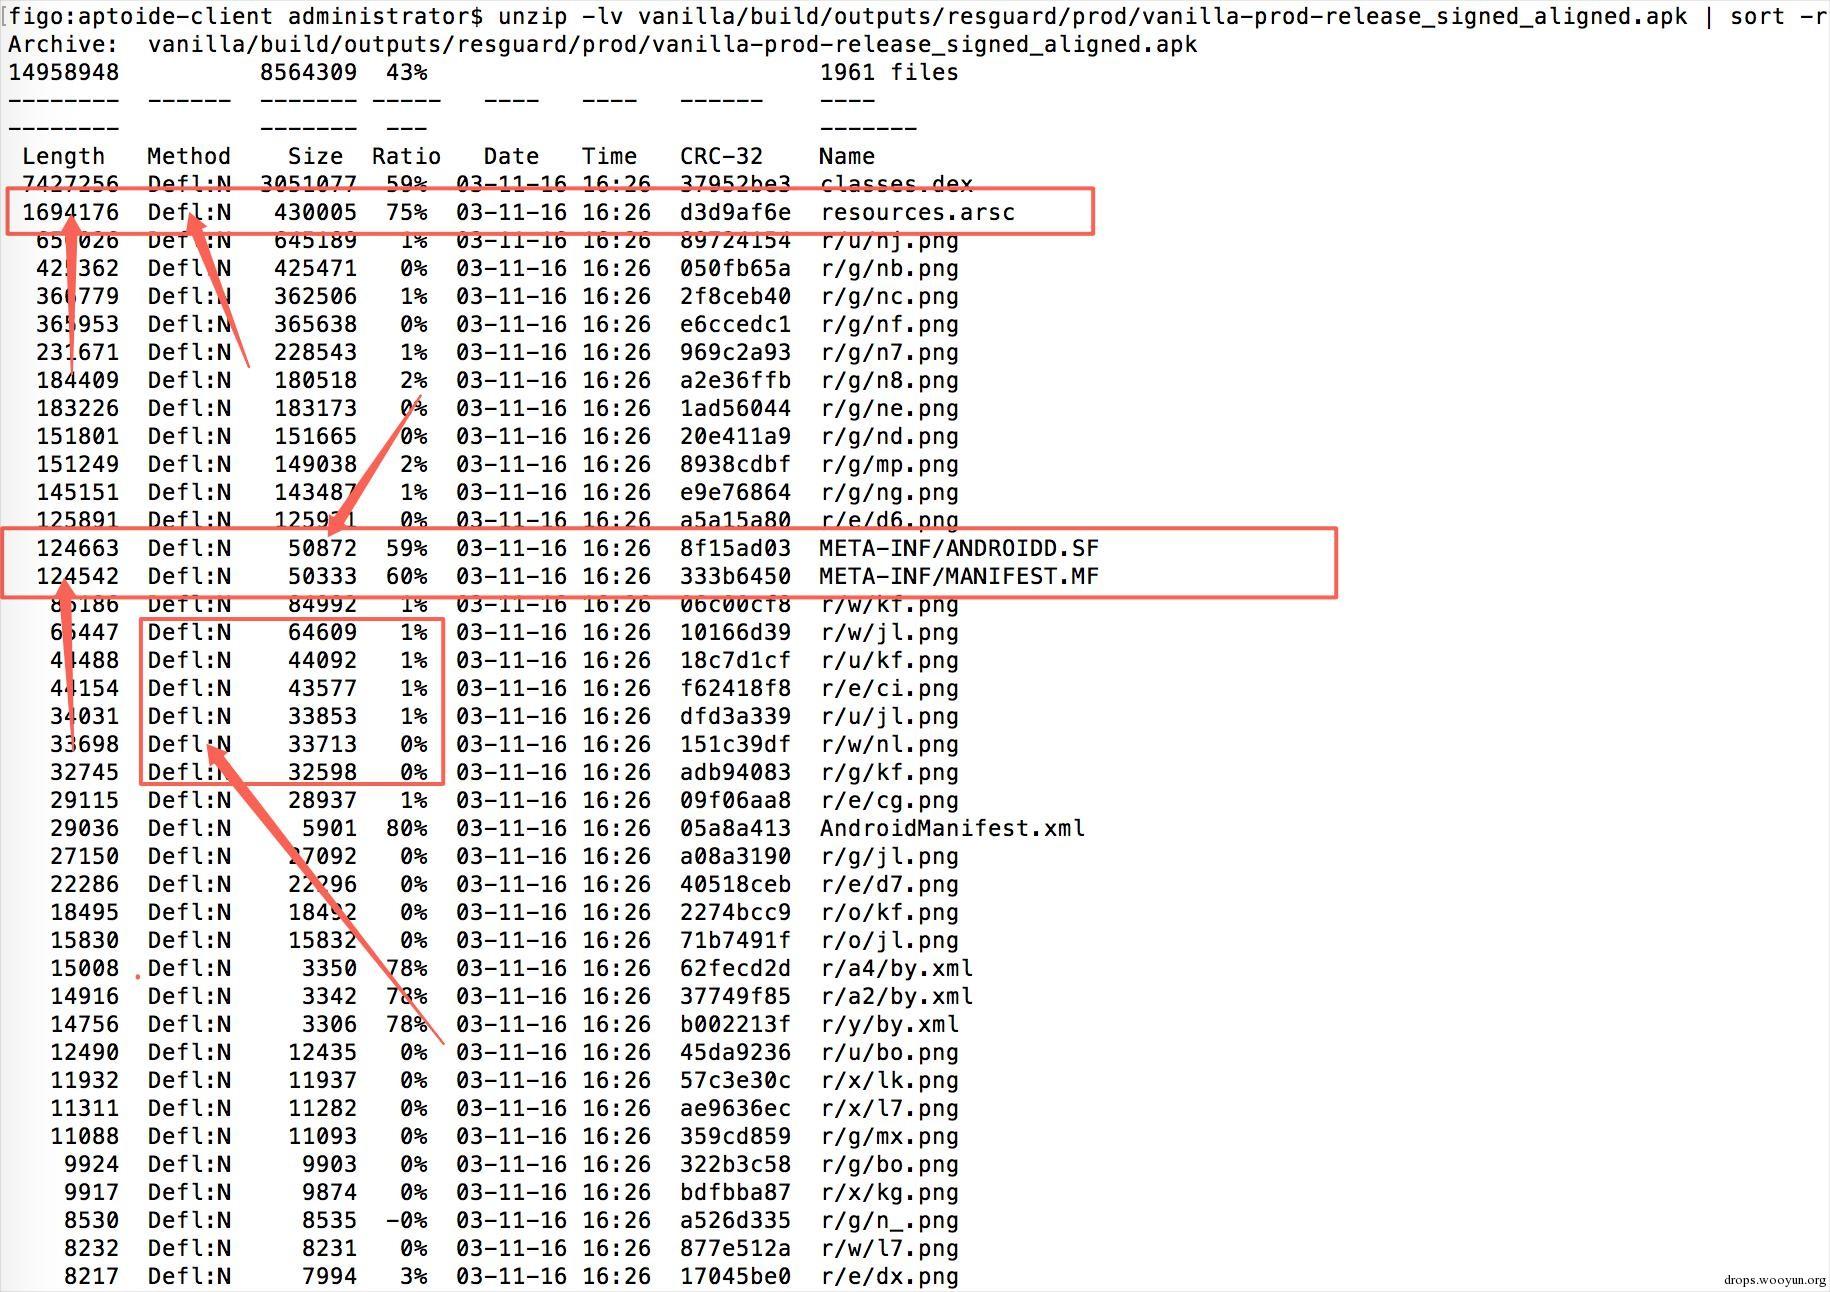 [figo:aptoide-client administrator$ unzip -lv vanilla/build/outputs/resguard/prod/vanilla-prod-release_signed_aligned.apk | sort -r
Archive:  vanilla/build/outputs/resguard/prod/vanilla-prod-release_signed_aligned.apk
14958948 8564309 43% 1961 files
-------- ------ ------- ----- ---- ---- ------ ----
-------- ------- --- -------
Length Method Size Ratio Date Time CRC-32 Name
7427256 Defl:N 3051077 59% 03-11-16 16:26 37952be3 classes.dex
1694176 Defl:N 430005 75% 03-11-16 16:26 d3d9af6e resources.arsc
Defl:N 645189 1% 03-11-16 16:26 89724154 r/u/nj.png
425362 Defl:N 425471 0% 03-11-16 16:26 050fb65a r/g/nb.png
366779 Defl:N 362506 1% 03-11-16 16:26 2f8ceb40 r/g/nc.png
365953 Defl:N 365638 0% 03-11-16 16:26 e6ccedc1 r/g/nf.png
231671 Defl:N 228543 1% 03-11-16 16:26 969c2a93 r/g/n7.png
184409 Defl:N 180518 2% 03-11-16 16:26 a2e36ffb r/g/n8.png
183226 Defl:N 183173 0% 03-11-16 16:26 1ad56044 r/g/ne.png
151801 Defl:N 151665 0% 03-11-16 16:26 20e411a9 r/g/nd.png
151249 Defl:N 149038 2% 03-11-16 16:26 8938cdbf r/g/mp.png
145151 Defl:N 143487 1% 03-11-16 16:26 e9e76864 r/g/ng.png
125891 Defl:N 0% 03-11-16 16:26 a5a15a80 r/e/d6.png
124663 Defl:N 50872 59% 03-11-16 16:26 8f15ad03 META-INF/ANDROIDD.SF
124542 Defl:N 50333 60% 03-11-16 16:26 333b6450 META-INF/MANIFEST.MF
Defl:N 84992 1% 03-11-16 16:26 06c00cf8 r/w/kf.png
65447 Defl:N 64609 1% 03-11-16 16:26 10166d39 r/w/jl.png
44488 Defl:N 44092 1% 03-11-16 16:26 18c7d1cf r/u/kf.png
44154 Defl:N 43577 1% 03-11-16 16:26 f62418f8 r/e/ci.png
34031 Defl:N 33853 1% 03-11-16 16:26 dfd3a339 r/u/jl.png
33698 Defl:N 33713 0% 03-11-16 16:26 151c39df r/w/nl.png
32745 Defl:N 32598 0% 03-11-16 16:26 adb94083 r/g/kf.png
29115 Defl:N 28937 1% 03-11-16 16:26 09f06aa8 r/e/cg.png
29036 Defl:N 5901 80% 03-11-16 16:26 05a8a413 AndroidManifest.xml
27150 Defl:N 27092 0% 03-11-16 16:26 a08a3190 r/g/jl.png
22286 Defl:N 22296 0% 03-11-16 16:26 40518ceb r/e/d7.png
18495 Defl:N 18492 0% 03-11-16 16:26 2274bcc9 r/o/kf.png
15830 Defl:N 15832 0% 03-11-16 16:26 71b7491f r/o/jl.png
15008 Defl:N 3350 78% 03-11-16 16:26 62fecd2d r/a4/by.xml
14916 Defl:N 3342 78% 03-11-16 16:26 37749f85 r/a2/by.xml
14756 Defl:N 3306 78% 03-11-16 16:26 b002213f r/y/by.xml
12490 Defl:N 12435 0% 03-11-16 16:26 45da9236 r/u/bo.png
11932 Defl:N 11937 0% 03-11-16 16:26 57c3e30c r/x/lk.png
11311 Defl:N 11282 0% 03-11-16 16:26 ae9636ec r/x/l7.png
11088 Defl:N 11093 0% 03-11-16 16:26 359cd859 r/g/mx.png
9924 Defl:N 9903 0% 03-11-16 16:26 322b3c58 r/g/bo.png
9917 Defl:N 9874 0% 03-11-16 16:26 bdfbba87 r/x/kg.png
8530 Defl:N 8535 -0% 03-11-16 16:26 a526d335 r/g/n_.png
8232 Defl:N 8231 0% 03-11-16 16:26 877e512a r/w/l7.png
8217 Defl:N 7994 3% 03-11-16 16:26 17045be0 r/e/dx.png
drops.wooyun.org